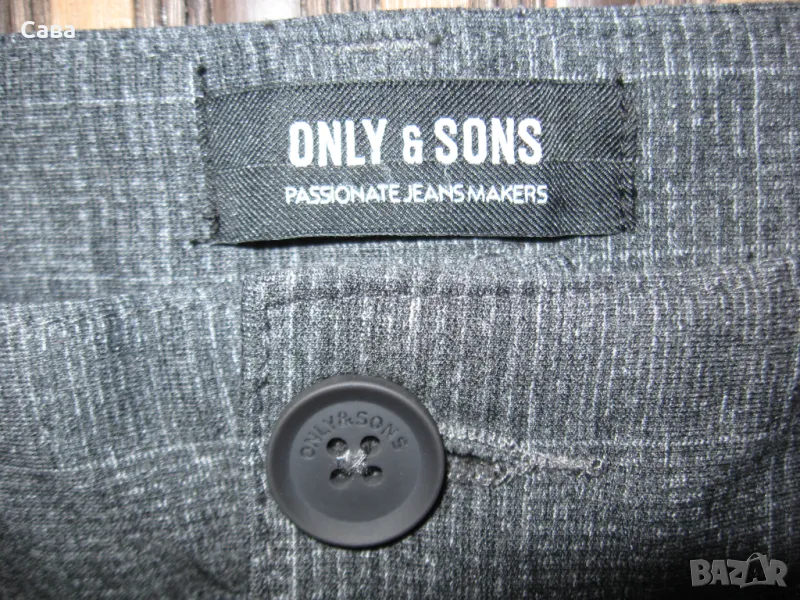 Сава
ONLY & SONS
PASSIONATE JEANS MAKERS
ONLY&SONS
BAZAR